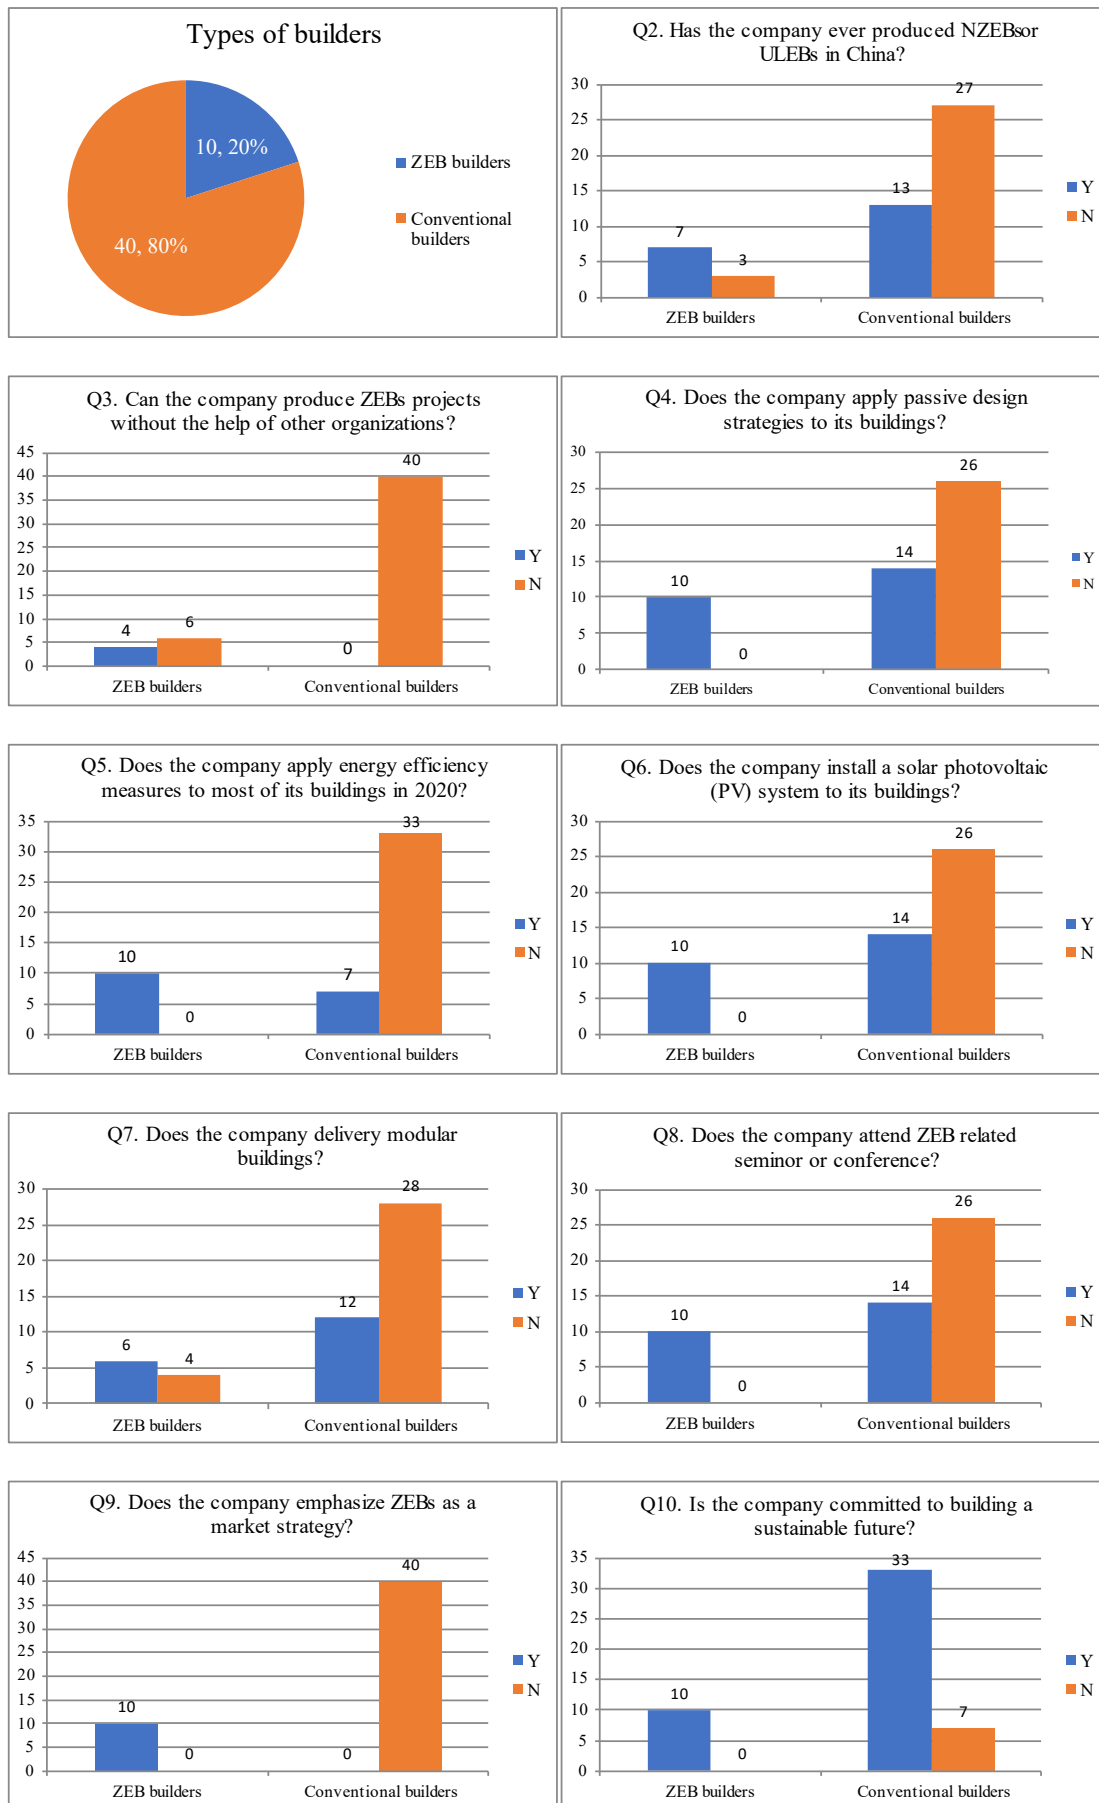 Types of builders
10, 20%
40, 80%
ZEB builders
Conventional
builders
Q2. Has the company ever produced NZEBsor
ULEBs in China?
30
25
20
15
10
5
0
7
3
13
27
ZEB builders
Conventional builders
Y
N
Q3. Can the company produce ZEBs projects
without the help of other organizations?
45
40
35
30
25
20
15
10
5
0
4
6
0
40
ZEB builders
Conventional builders
Y
N
Q4. Does the company apply passive design
strategies to its buildings?
30
25
20
15
10
5
0
10
0
14
26
ZEB builders
Conventional builders
Y
N
Q5. Does the company apply energy efficiency
measures to most of its buildings in 2020?
35
30
25
20
15
10
5
0
10
0
7
33
ZEB builders
Conventional builders
Y
N
Q6. Does the company install a solar photovoltaic
(PV) system to its buildings?
30
25
20
15
10
5
0
10
0
14
26
ZEB builders
Conventional builders
Y
N
Q7. Does the company delivery modular
buildings?
30
25
20
15
10
5
0
6
4
12
28
ZEB builders
Conventional builders
Y
N
Q8. Does the company attend ZEB related
seminor or conference?
30
25
20
15
10
5
0
10
0
14
26
ZEB builders
Conventional builders
Y
N
Q9. Does the company emphasize ZEBs as a
market strategy?
45
40
35
30
25
20
15
10
5
0
10
0
0
40
ZEB builders
Conventional builders
Y
N
Q10. Is the company committed to building a
sustainable future?
35
30
25
20
15
10
5
0
10
0
33
7
ZEB builders
Conventional builders
Y
N